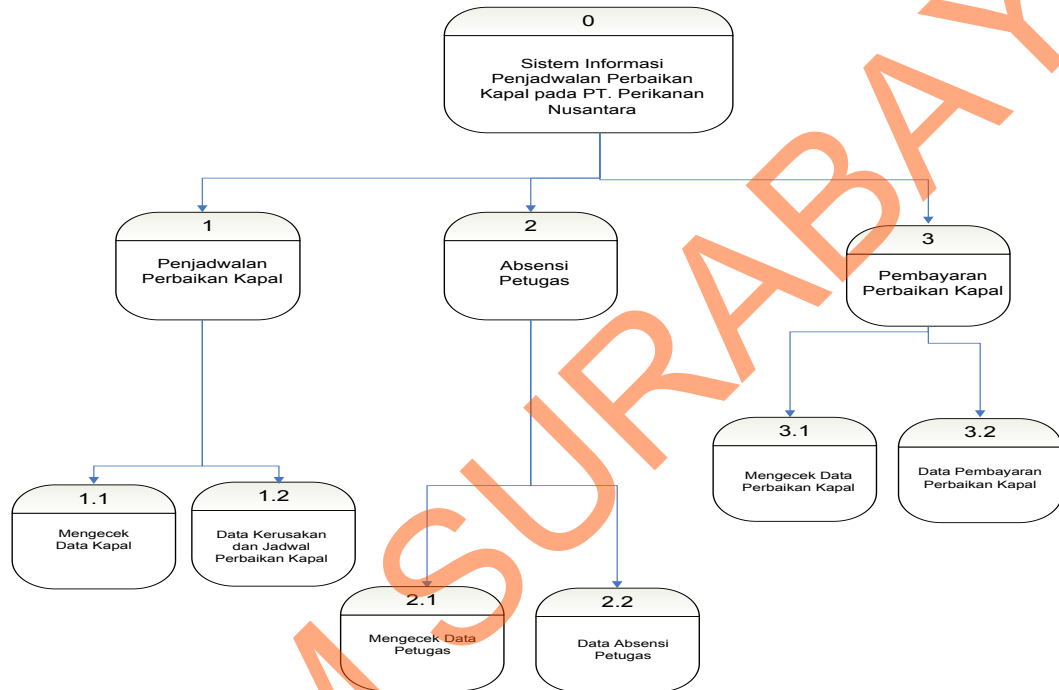 0
Sistem Informasi
Penjadwalan Perbaikan
Kapal pada PT. Perikanan
Nusantara
1
Penjadwalan
Perbaikan Kapal
2
Absensi
Petugas
3
Pembayaran
Perbaikan Kapal
1.1
Mengecek
Data Kapal
1.2
Data Kerusakan
dan Jadwal
Perbaikan Kapal
2.1
Mengecek Data
Petugas
2.2
Data Absensi
Petugas
3.1
Mengecek Data
Perbaikan Kapal
3.2
Data Pembayaran
Perbaikan Kapal
M SURABAY